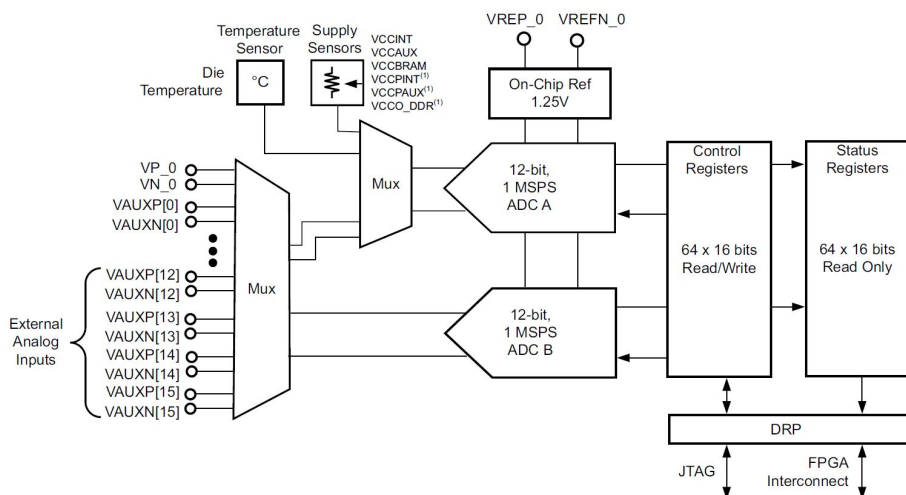 VREP_0 VREFN_0
Temperature
Sensor
Supply
Sensors
VCCINT
VCCAUX
VCCBRAM
VCCPINT(1)
VCCPAUX(1)
VCCO_DDR(1)
Die
Temperature
°C
On-Chip Ref
1.25V
VP_0
VN_0
VAUXP[0]
VAUXN[0]
VAUXP[12]
VAUXN[12]
VAUXP[13]
VAUXN[13]
VAUXP[14]
VAUXN[14]
VAUXP[15]
VAUXN[15]
External
Analog
Inputs
Mux
Mux
12-bit,
1 MSPS
ADC A
12-bit,
1 MSPS
ADC B
Control
Registers
64 x 16 bits
Read/Write
Status
Registers
64 x 16 bits
Read Only
DRP
JTAG
FPGA
Interconnect